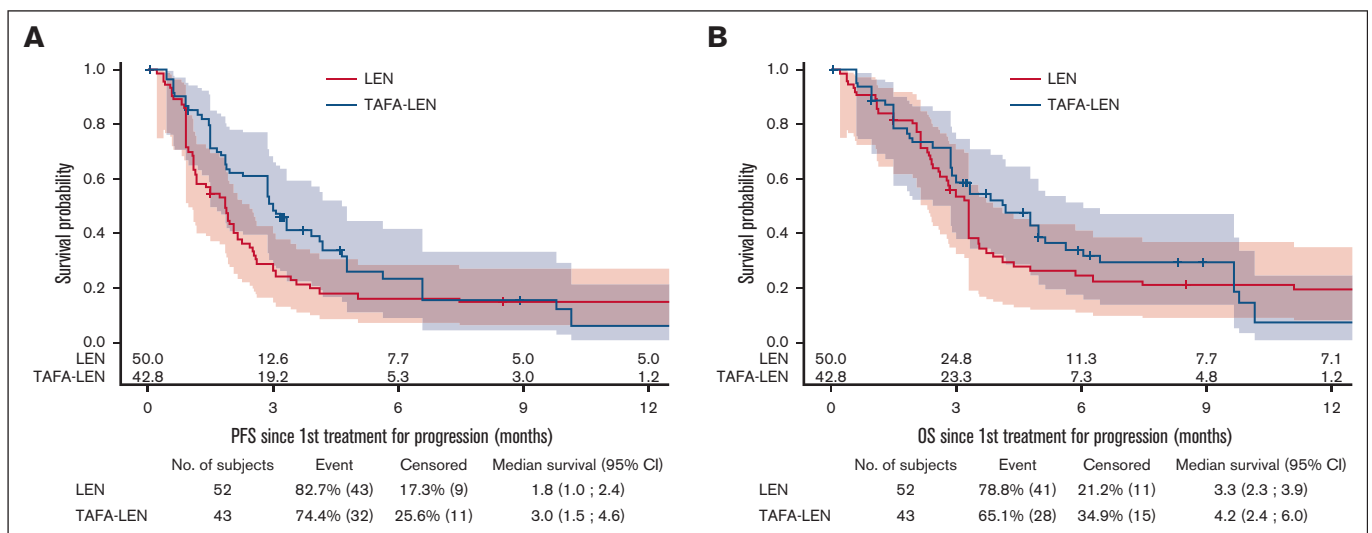 A
LEN
TAFA-LEN
Survival probability
1.0
0.8
0.6
0.4
0.2
0.0
LEN 50.0 12.6 7.7 5.0 5.0
TAFA-LEN 42.8 19.2 5.3 3.0 1.2
0 3 6 9 12
PFS since 1st treatment for progression (months)
No. of subjects Event Censored Median survival (95% CI)
LEN 52 82.7% (43) 17.3% (9) 1.8 (1.0 ; 2.4)
TAFA-LEN 43 74.4% (32) 25.6% (11) 3.0 (1.5 ; 4.6)
B
LEN
TAFA-LEN
Survival probability
1.0
0.8
0.6
0.4
0.2
0.0
LEN 50.0 24.8 11.3 7.7 7.1
TAFA-LEN 42.8 23.3 7.3 4.8 1.2
0 3 6 9 12
OS since 1st treatment for progression (months)
No. of subjects Event Censored Median survival (95% CI)
LEN 52 78.8% (41) 21.2% (11) 3.3 (2.3 ; 3.9)
TAFA-LEN 43 65.1% (28) 34.9% (15) 4.2 (2.4 ; 6.0)